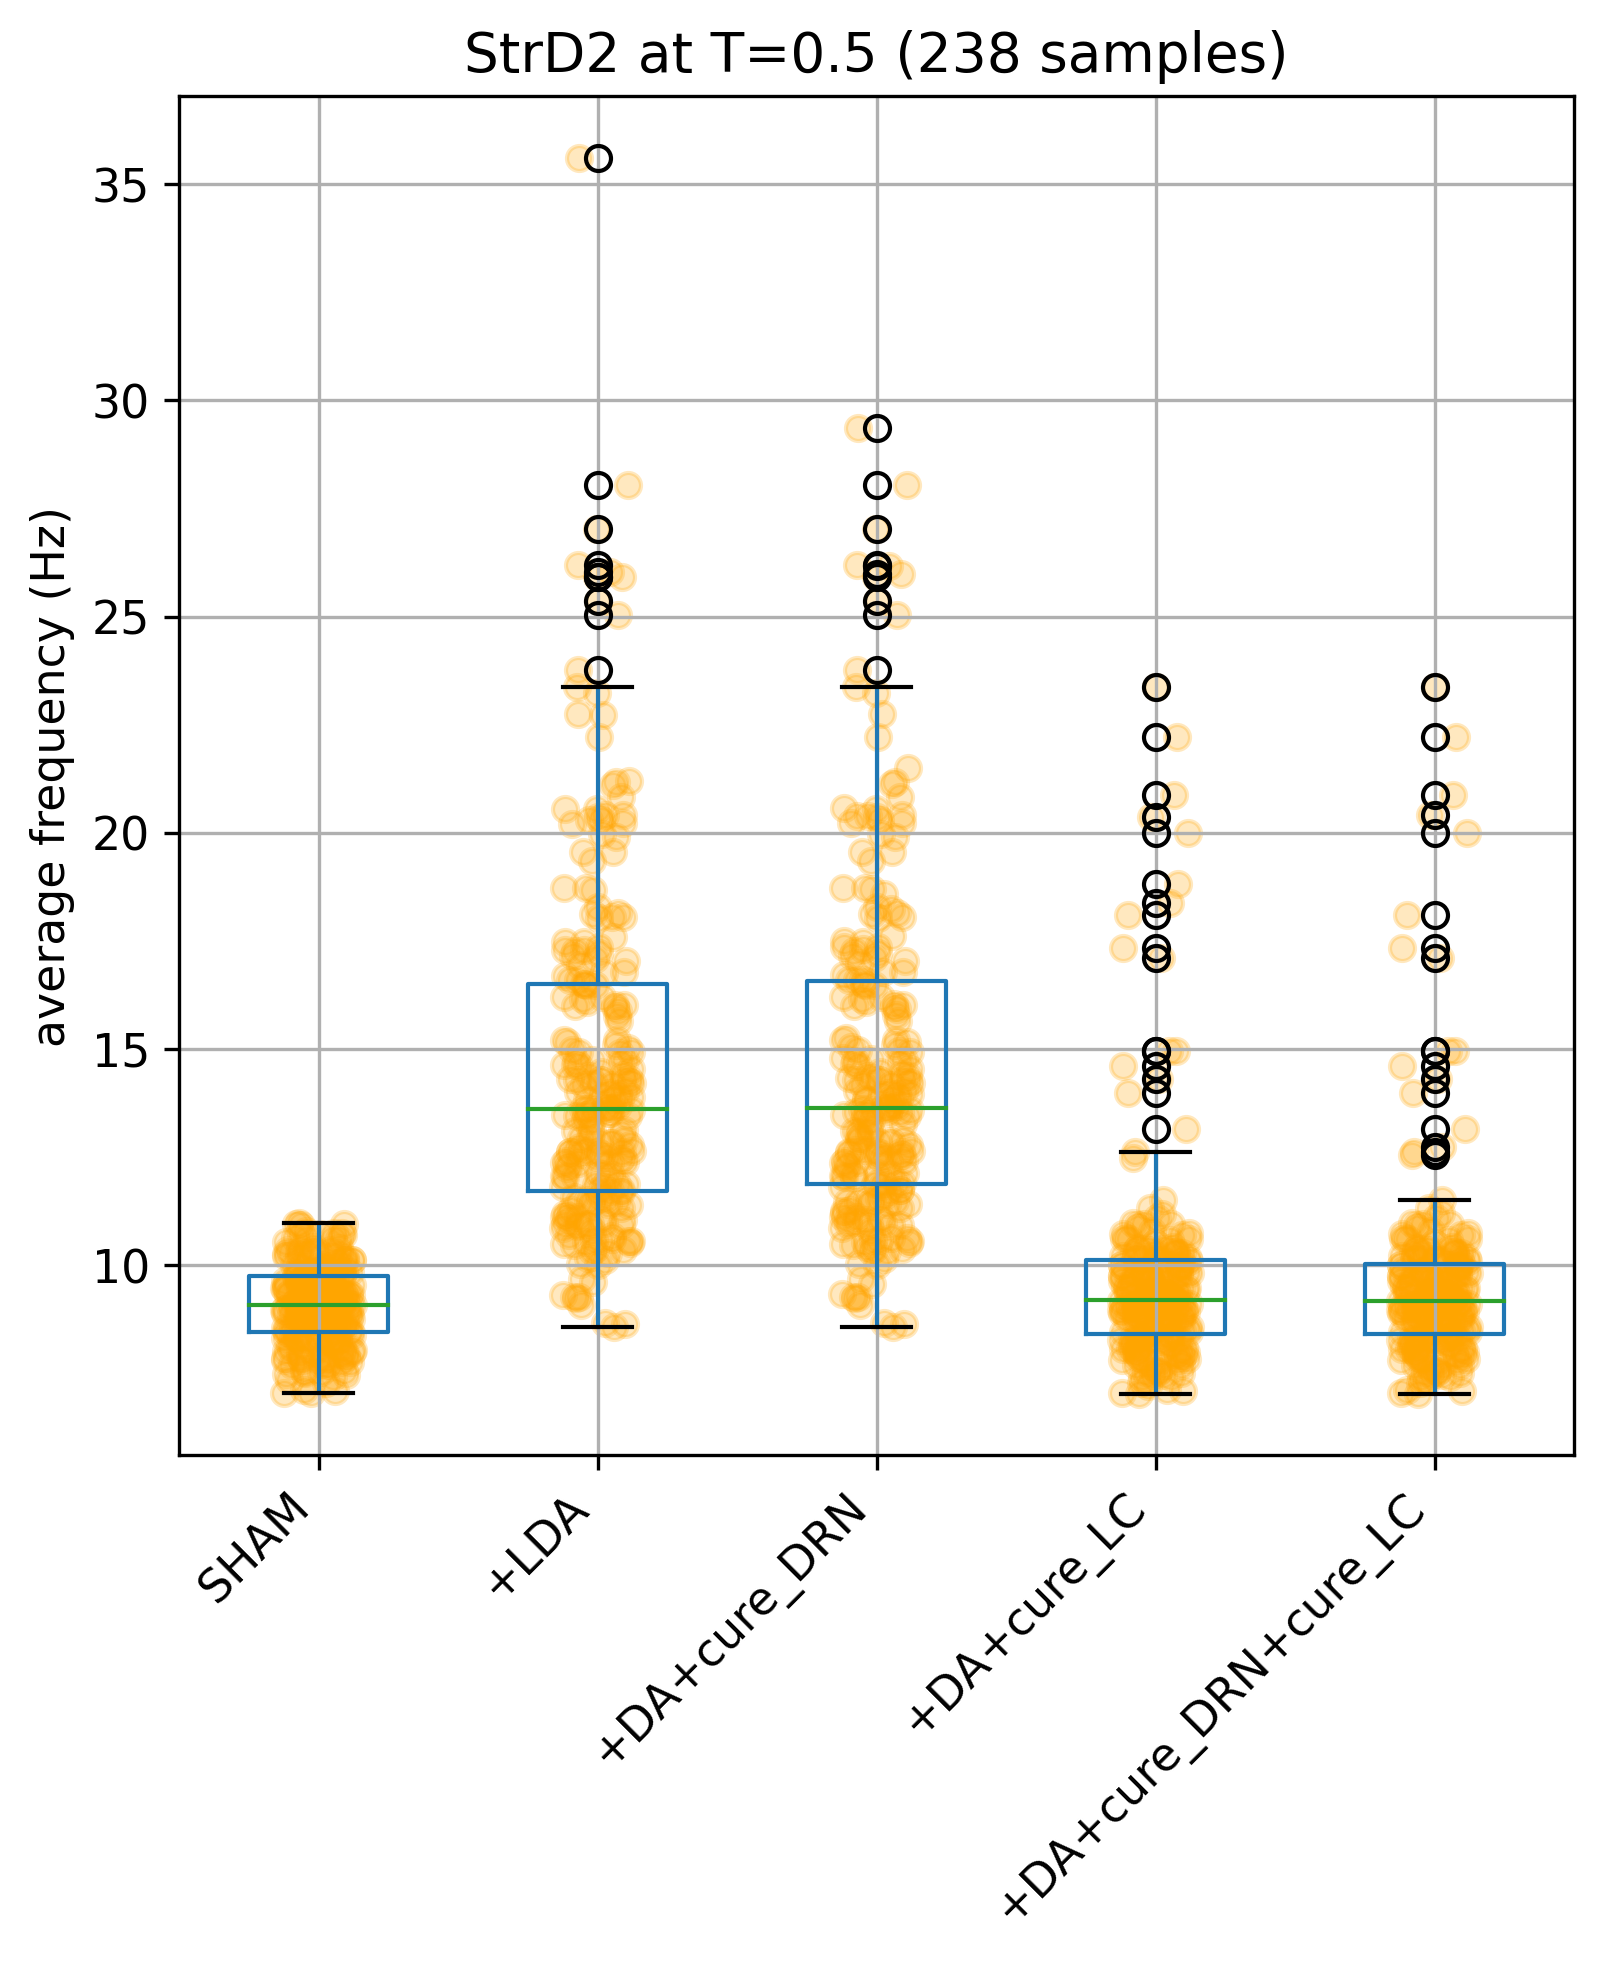 StrD2 at T=0.5 (238 samples)
average frequency (Hz)
35
30
25
20
15
10
SHAM
+LDA
+DA+cure_DRN
+DA+cure_LC
+DA+cure_DRN+cure_LC